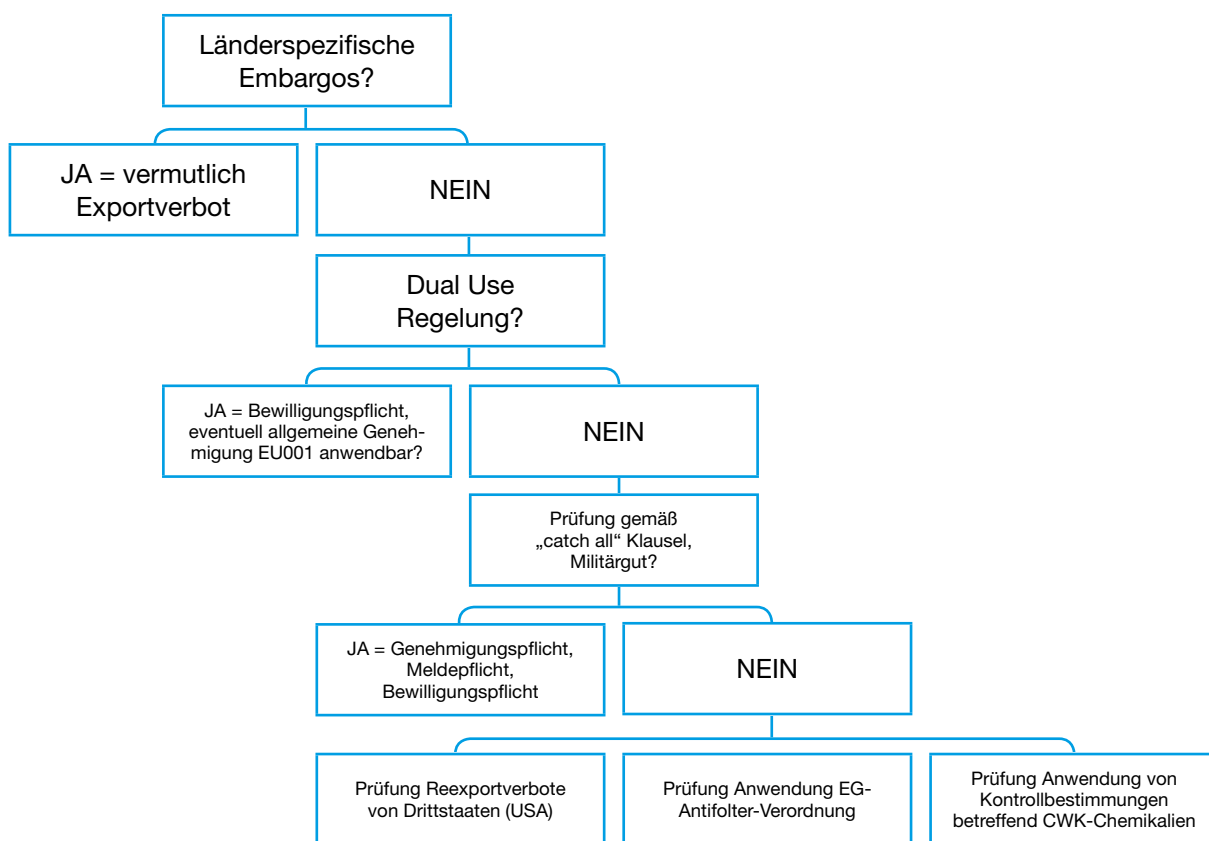 Länderspezifische
Embargos?
JA = vermutlich
Exportverbot
NEIN
Dual Use
Regelung?
JA = Bewilligungspflicht,
eventuell allgemeine Geneh-
migung EU001 anwendbar?
NEIN
Prüfung gemäß
„catch all“ Klausel,
Militärgut?
JA = Genehmigungspflicht,
Meldepflicht,
Bewilligungspflicht
NEIN
Prüfung Reexportverbote
von Drittstaaten (USA)
Prüfung Anwendung EG-
Antifolter-Verordnung
Prüfung Anwendung von
Kontrollbestimmungen
betreffend CWK-Chemikalien